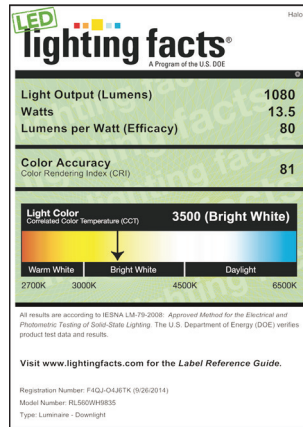 Halo
LED
lighting facts®
A Program of the U.S. DOE
Light Output (Lumens) 1080
Watts 13.5
Lumens per Watt (Efficacy) 80
Color Accuracy 81
Color Rendering Index (CRI)
Light Color
Correlated Color Temperature (CCT) 3500 (Bright White)
Warm White Bright White Daylight
2700K 3000K 4500K 6500K
All results are according to IESNA LM-79-2008: Approved Method for the Electrical and
Photometric Testing of Solid-State Lighting. The U.S. Department of Energy (DOE) verifies
product test data and results.
Visit www.lightingfacts.com for the Label Reference Guide.
Registration Number: F4QJ-O4J6TK (9/26/2014)
Model Number: RL560WH9835
Type: Luminaire - Downlight